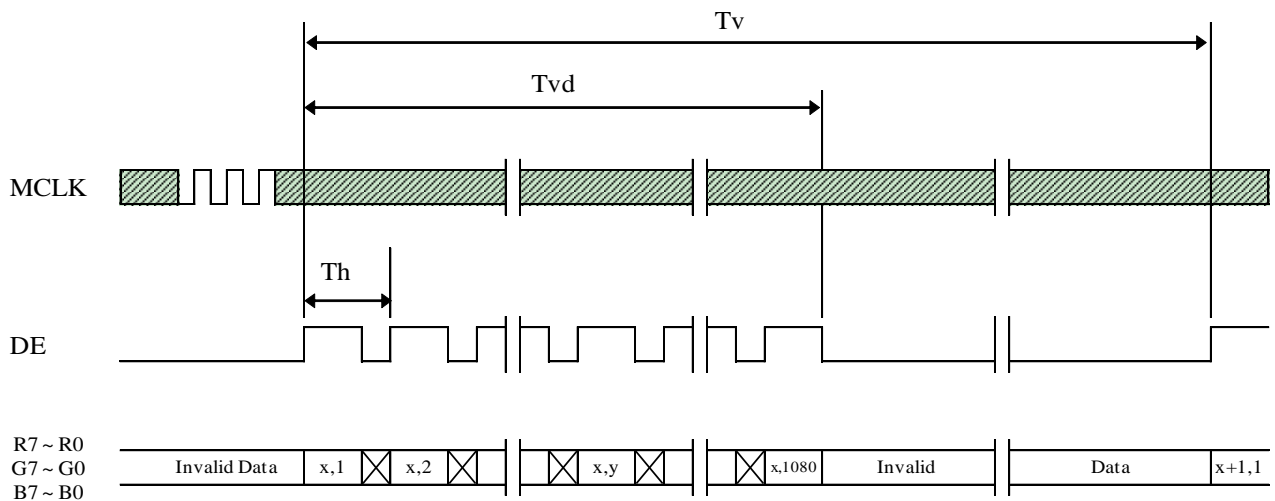 Tv
Tvd
MCLK
Th
DE
R7 ~ R0
G7 ~ G0
B7 ~ B0
Invalid Data x,1 x,2 x,y x,1080 Invalid Data x+1,1